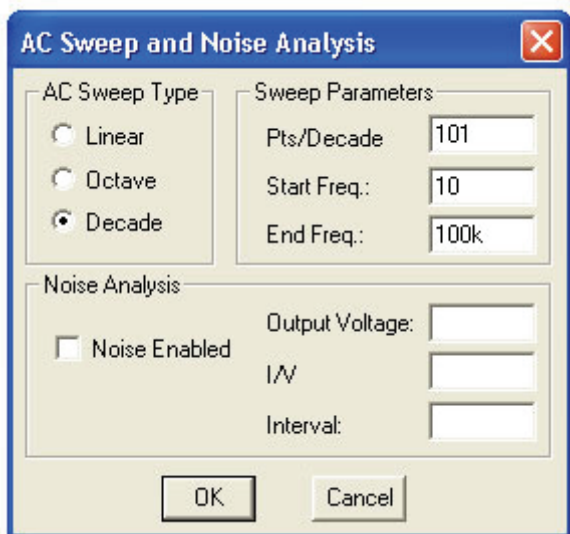 AC Sweep and Noise Analysis
AC Sweep Type
Linear
Octave
Decade
Sweep Parameters
Pts/Decade 101
Start Freq.: 10
End Freq.: 100k
Noise Analysis
Noise Enabled
Output Voltage:
I/V
Interval:
OK Cancel